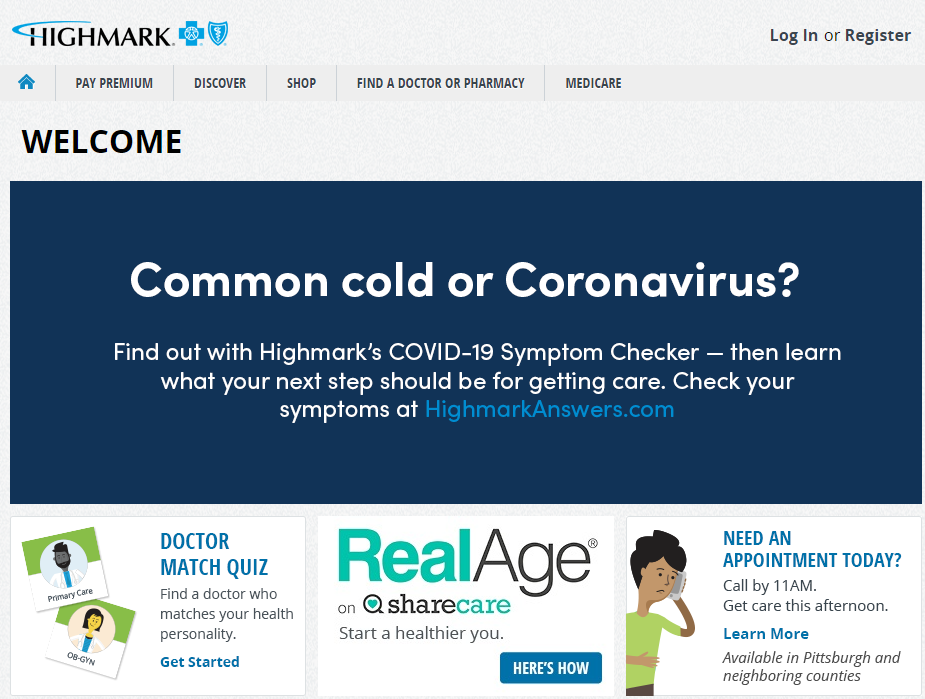 HIGHMARK
Log In or Register
PAY PREMIUM
DISCOVER
SHOP
FIND A DOCTOR OR PHARMACY
MEDICARE
WELCOME
Common cold or Coronavirus?
Find out with Highmark's COVID-19 Symptom Checker — then learn
what your next step should be for getting care. Check your
symptoms at HighmarkAnswers.com
Primary Care
OB-GYN
DOCTOR
MATCH QUIZ
Find a doctor who
matches your health
personality.
Get Started
RealAge®
on sharecare
Start a healthier you.
HERE'S HOW
NEED AN
APPOINTMENT TODAY?
Call by 11AM.
Get care this afternoon.
Learn More
Available in Pittsburgh and
neighboring counties